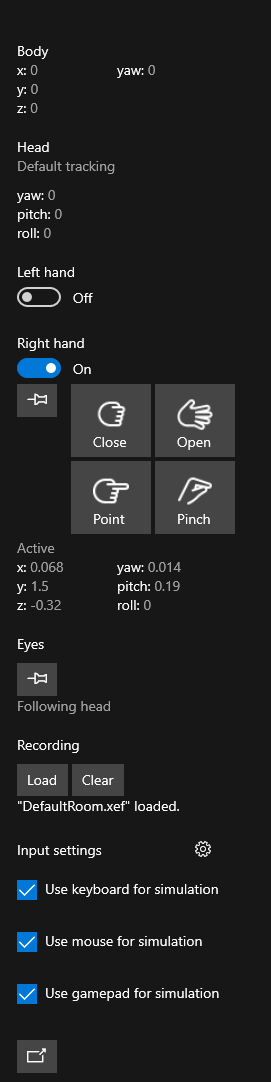 Body
x: 0 yaw: 0
y: 0
z: 0
Head
Default tracking
yaw: 0
pitch: 0
roll: 0
Left hand
Off
Right hand
On
Close Open
Point Pinch
Active
x: 0.068 yaw: 0.014
y: 1.5 pitch: 0.19
z: -0.32 roll: 0
Eyes
Following head
Recording
Load Clear
"DefaultRoom.xef" loaded.
Input settings
Use keyboard for simulation
Use mouse for simulation
Use gamepad for simulation